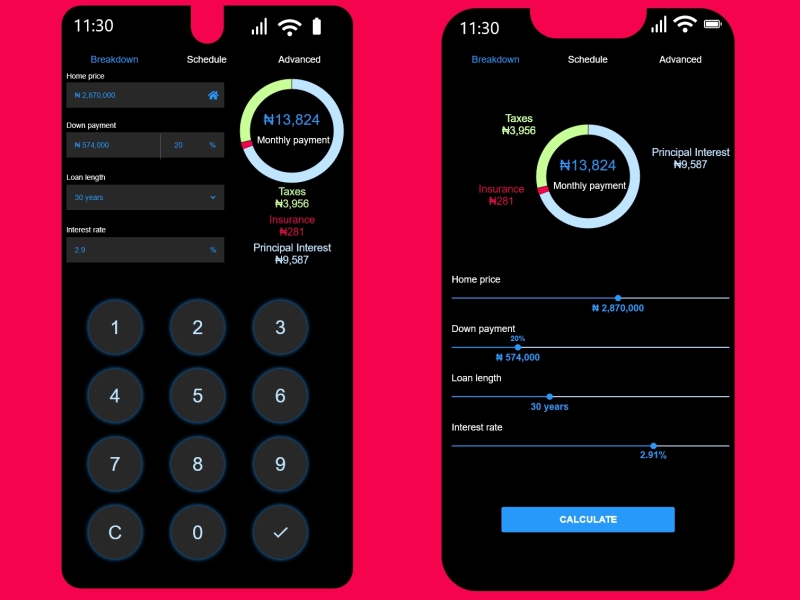 11:30
Breakdown Schedule Advanced
Home price
₦ 2,870,000
Down payment
₦ 574,000 20 %
Loan length
30 years
Interest rate
2.9 %
₦13,824
Monthly payment
Taxes
₦3,956
Insurance
₦281
Principal Interest
₦9,587
1 2 3
4 5 6
7 8 9
C 0
11:30
Breakdown Schedule Advanced
Taxes
₦3,956
Insurance
₦281
₦13,824
Monthly payment
Principal Interest
₦9,587
Home price
₦ 2,870,000
Down payment
20%
₦ 574,000
Loan length
30 years
Interest rate
2.91%
CALCULATE